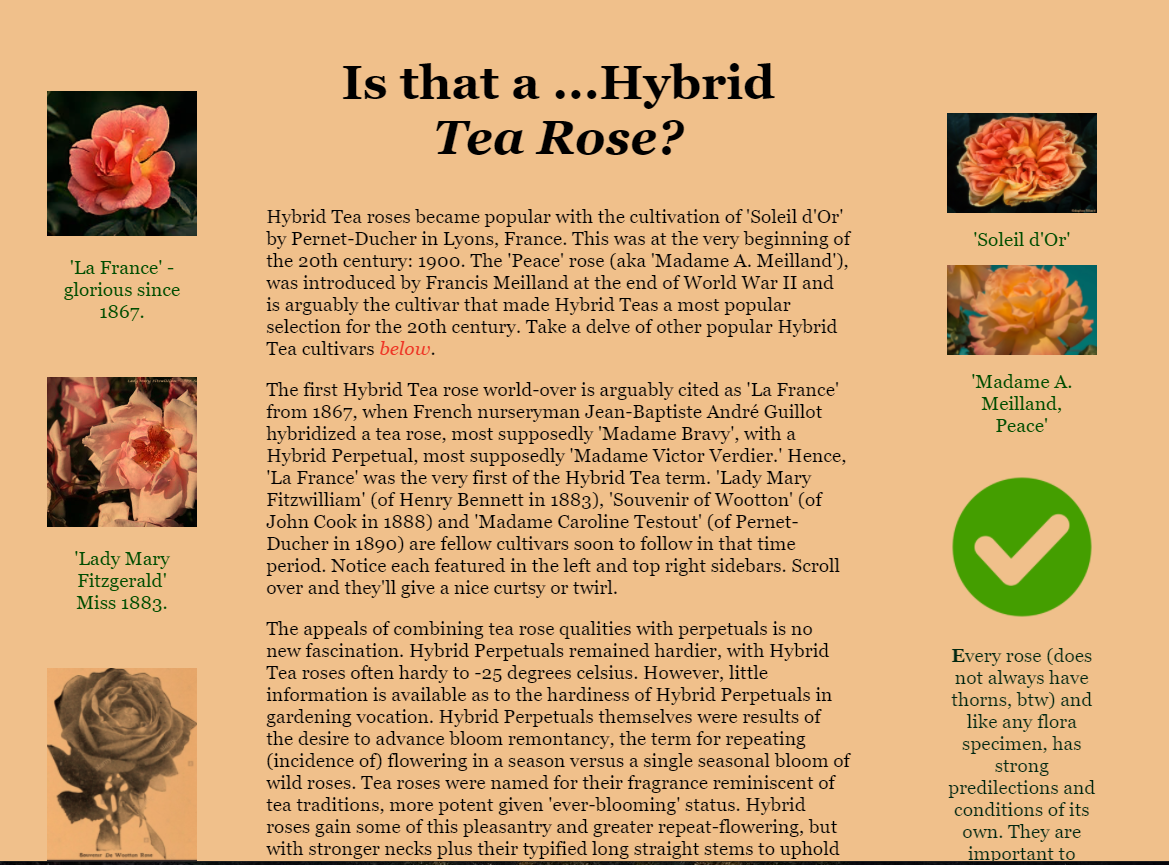 Is that a ...Hybrid
Tea Rose?
'La France' -
glorious since
1867.
'Lady Mary
Fitzgerald'
Miss 1883.
Souvenir De Wootton Rose
Hybrid Tea roses became popular with the cultivation of 'Soleil d'Or'
by Pernet-Ducher in Lyons, France. This was at the very beginning of
the 20th century: 1900. The 'Peace' rose (aka 'Madame A. Meilland'),
was introduced by Francis Meilland at the end of World War II and
is arguably the cultivar that made Hybrid Teas a most popular
selection for the 20th century. Take a delve of other popular Hybrid
Tea cultivars below.
The first Hybrid Tea rose world-over is arguably cited as 'La France'
from 1867, when French nurseryman Jean-Baptiste André Guillot
hybridized a tea rose, most supposedly 'Madame Bravy', with a
Hybrid Perpetual, most supposedly 'Madame Victor Verdier.' Hence,
'La France' was the very first of the Hybrid Tea term. 'Lady Mary
Fitzwilliam' (of Henry Bennett in 1883), 'Souvenir of Wootton' (of
John Cook in 1888) and 'Madame Caroline Testout' (of Pernet-
Ducher in 1890) are fellow cultivars soon to follow in that time
period. Notice each featured in the left and top right sidebars. Scroll
over and they'll give a nice curtsy or twirl.
The appeals of combining tea rose qualities with perpetuals is no
new fascination. Hybrid Perpetuals remained hardier, with Hybrid
Tea roses often hardy to -25 degrees celsius. However, little
information is available as to the hardiness of Hybrid Perpetuals in
gardening vocation. Hybrid Perpetuals themselves were results of
the desire to advance bloom remontancy, the term for repeating
(incidence of) flowering in a season versus a single seasonal bloom of
wild roses. Tea roses were named for their fragrance reminiscent of
tea traditions, more potent given 'ever-blooming' status. Hybrid
roses gain some of this pleasantry and greater repeat-flowering, but
with stronger necks plus their typified long straight stems to uphold
'Soleil d'Or'
'Madame A.
Meilland,
Peace'
Every rose (does
not always have
thorns, btw) and
like any flora
specimen, has
strong
predilections and
conditions of its
own. They are
important to